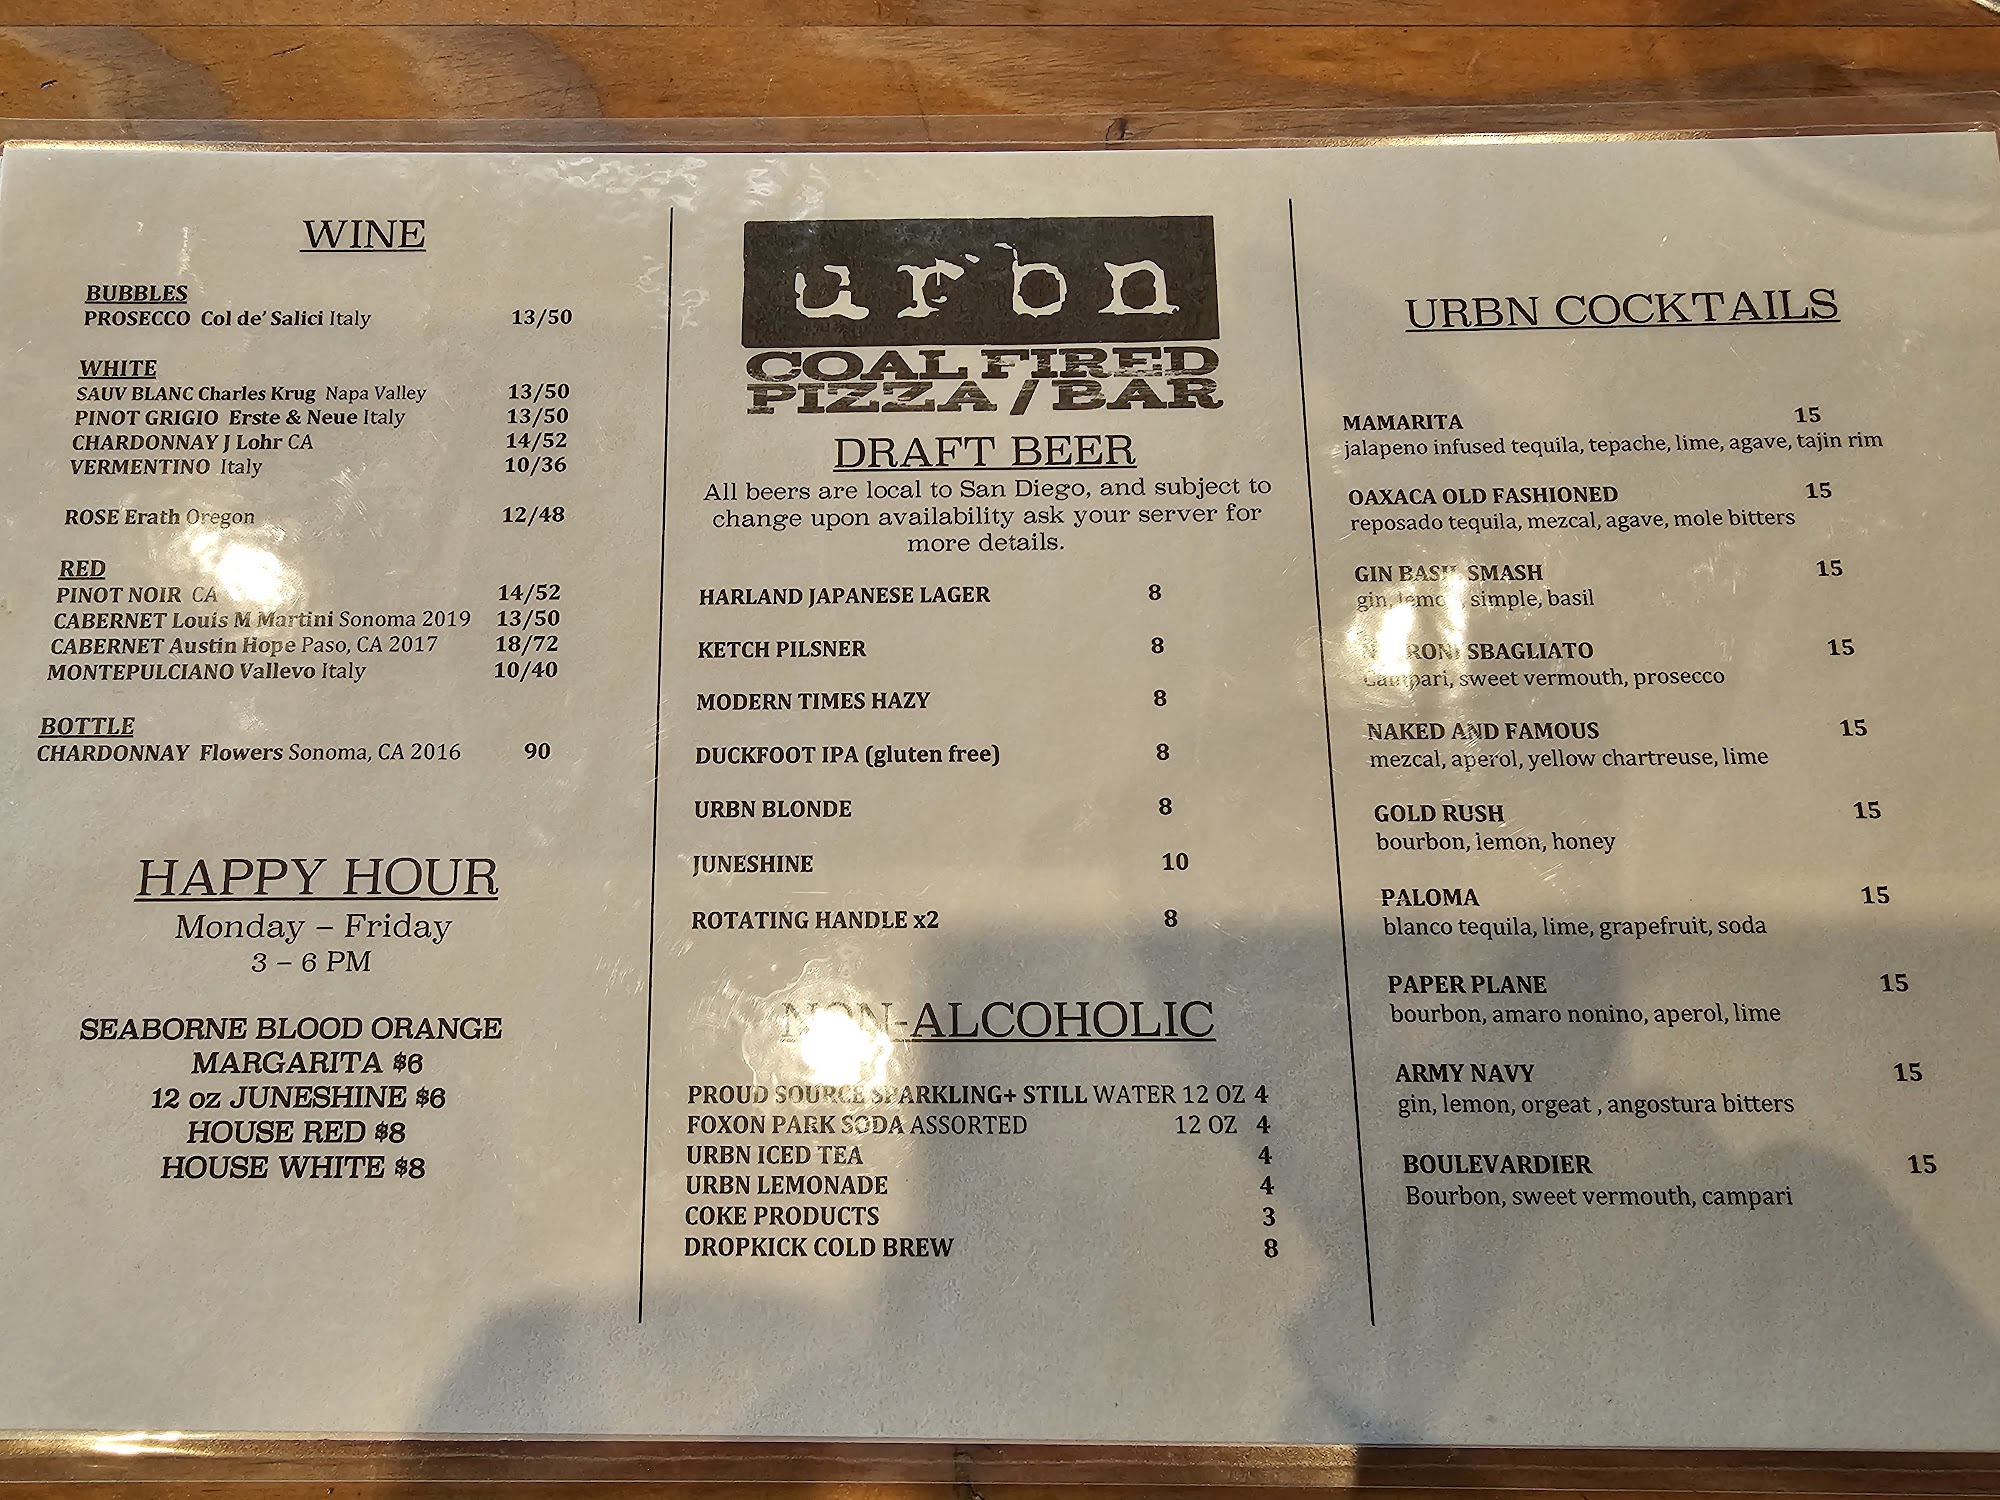 WINE
BUBBLES
PROSECCO Col de' Salici Italy 13/50
WHITE
SAUV BLANC Charles Krug Napa Valley 13/50
PINOT GRIGIO Erste & Neue Italy 13/50
CHARDONNAY J Lohr CA 14/52
VERMENTINO Italy 10/36
ROSE Erath Oregon 12/48
RED
PINOT NOIR CA 14/52
CABERNET Louis M Martini Sonoma 2019 13/50
CABERNET Austin Hope Paso, CA 2017 18/72
MONTEPULCIANO Vallevo Italy 10/40
BOTTLE
CHARDONNAY Flowers Sonoma, CA 2016 90
HAPPY HOUR
Monday – Friday
3 – 6 PM
SEABORNE BLOOD ORANGE
MARGARITA $6
12 oz JUNESHINE $6
HOUSE RED $8
HOUSE WHITE $8
urbn
COAL FIRED
PIZZA / BAR
DRAFT BEER
All beers are local to San Diego, and subject to
change upon availability ask your server for
more details.
HARLAND JAPANESE LAGER 8
KETCH PILSNER 8
MODERN TIMES HAZY 8
DUCKFOOT IPA (gluten free) 8
URBN BLONDE 8
JUNESHINE 10
ROTATING HANDLE x2 8
NON-ALCOHOLIC
PROUD SOURCE SPARKLING+ STILL WATER 12 OZ 4
FOXON PARK SODA ASSORTED 12 OZ 4
URBN ICED TEA 4
URBN LEMONADE 4
COKE PRODUCTS 3
DROPKICK COLD BREW 8
URBN COCKTAILS
MAMARITA 15
jalapeno infused tequila, tepache, lime, agave, tajin rim
OAXACA OLD FASHIONED 15
reposado tequila, mezcal, agave, mole bitters
GIN BASIL SMASH 15
gin, lemon, simple, basil
NEGRONI SBAGLIATO 15
Campari, sweet vermouth, prosecco
NAKED AND FAMOUS 15
mezcal, aperol, yellow chartreuse, lime
GOLD RUSH 15
bourbon, lemon, honey
PALOMA 15
blanco tequila, lime, grapefruit, soda
PAPER PLANE 15
bourbon, amaro nonino, aperol, lime
ARMY NAVY 15
gin, lemon, orgeat , angostura bitters
BOULEVARDIER 15
Bourbon, sweet vermouth, campari